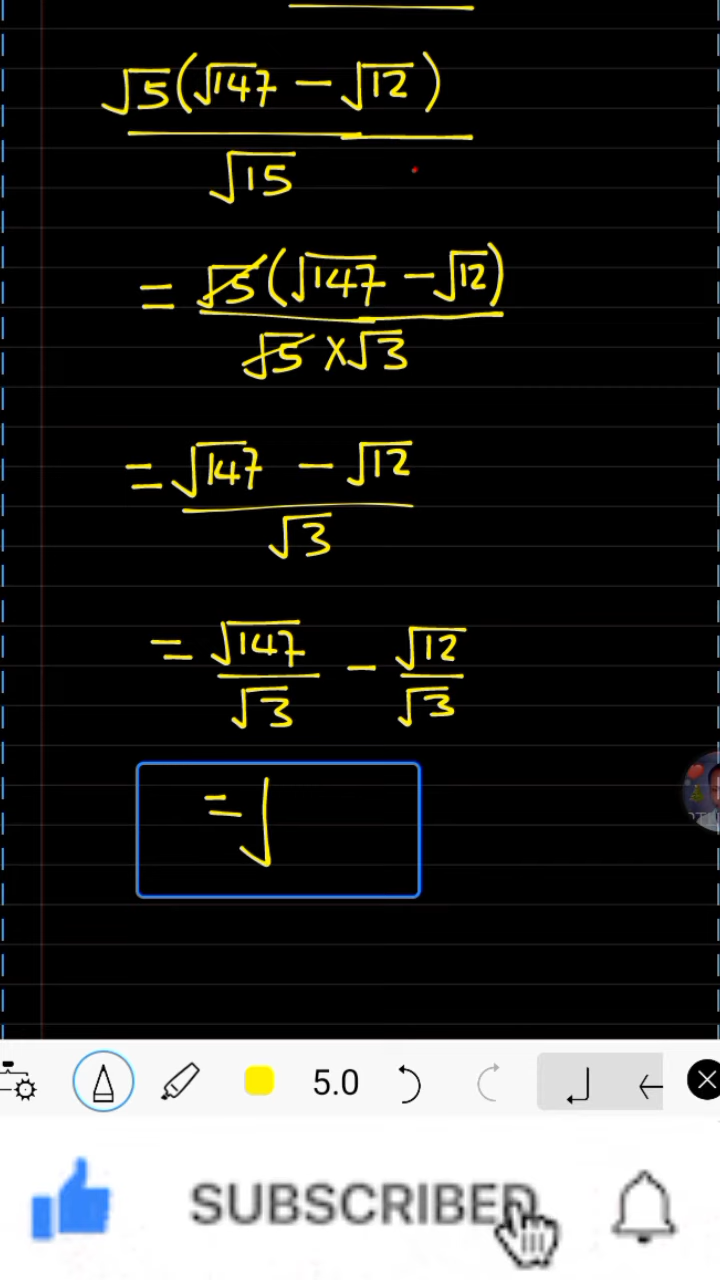 √5(√147 − √12)
√15
= √5(√147 − √12)
√5 × √3
= √147 − √12
√3
= √147/√3 − √12/√3
= √
5.0
SUBSCRIBED